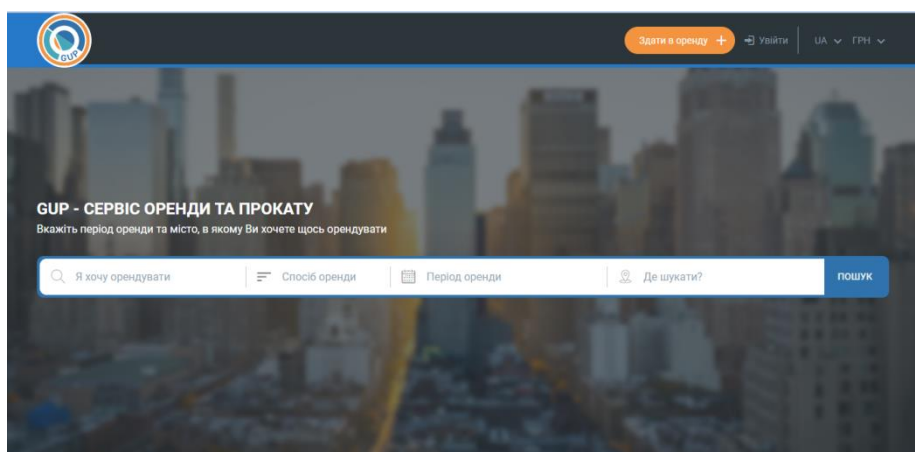 GUP
Здати в оренду +
Увійти
UA
ГРН
GUP - СЕРВІС ОРЕНДИ ТА ПРОКАТУ
Вкажіть період оренди та місто, в якому Ви хочете щось орендувати
Я хочу орендувати
Спосіб оренди
Період оренди
Де шукати?
ПОШУК